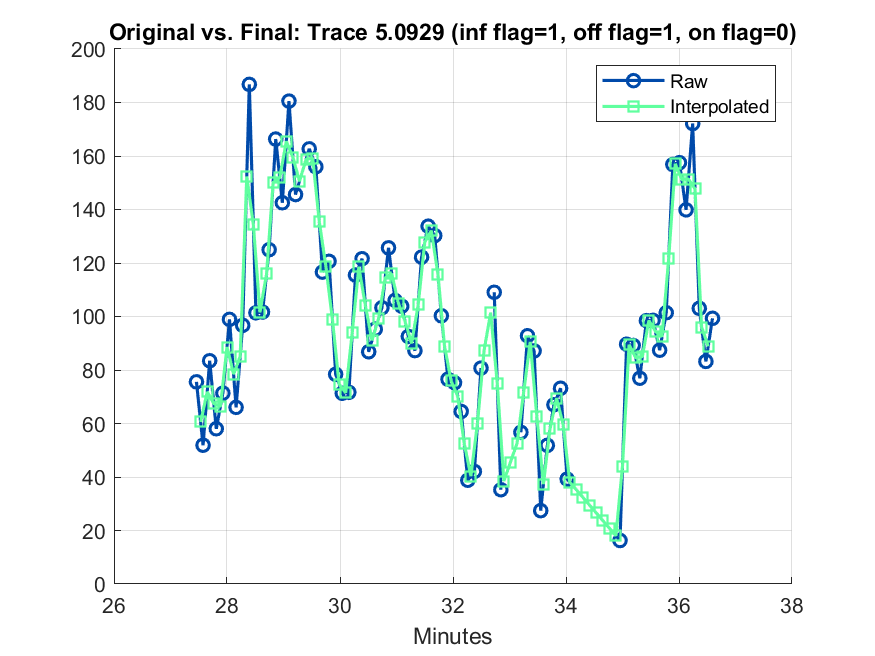 Original vs. Final: Trace 5.0929 (inf flag=1, off flag=1, on flag=0)
200
180
160
140
120
100
80
60
40
20
0
Raw
Interpolated
26 28 30 32 34 36 38
Minutes